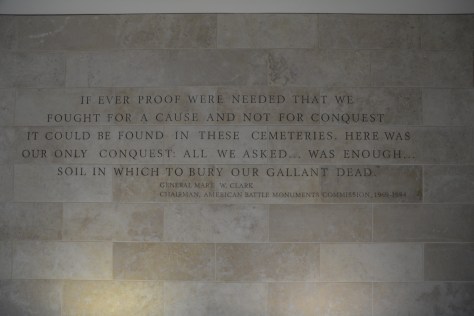 IF EVER PROOF WERE NEEDED THAT WE
FOUGHT FOR A CAUSE AND NOT FOR CONQUEST,
IT COULD BE FOUND IN THESE CEMETERIES. HERE WAS
OUR ONLY CONQUEST: ALL WE ASKED... WAS ENOUGH...
SOIL IN WHICH TO BURY OUR GALLANT DEAD."
GENERAL MARK W. CLARK
CHAIRMAN, AMERICAN BATTLE MONUMENTS COMMISSION, 1969-1984